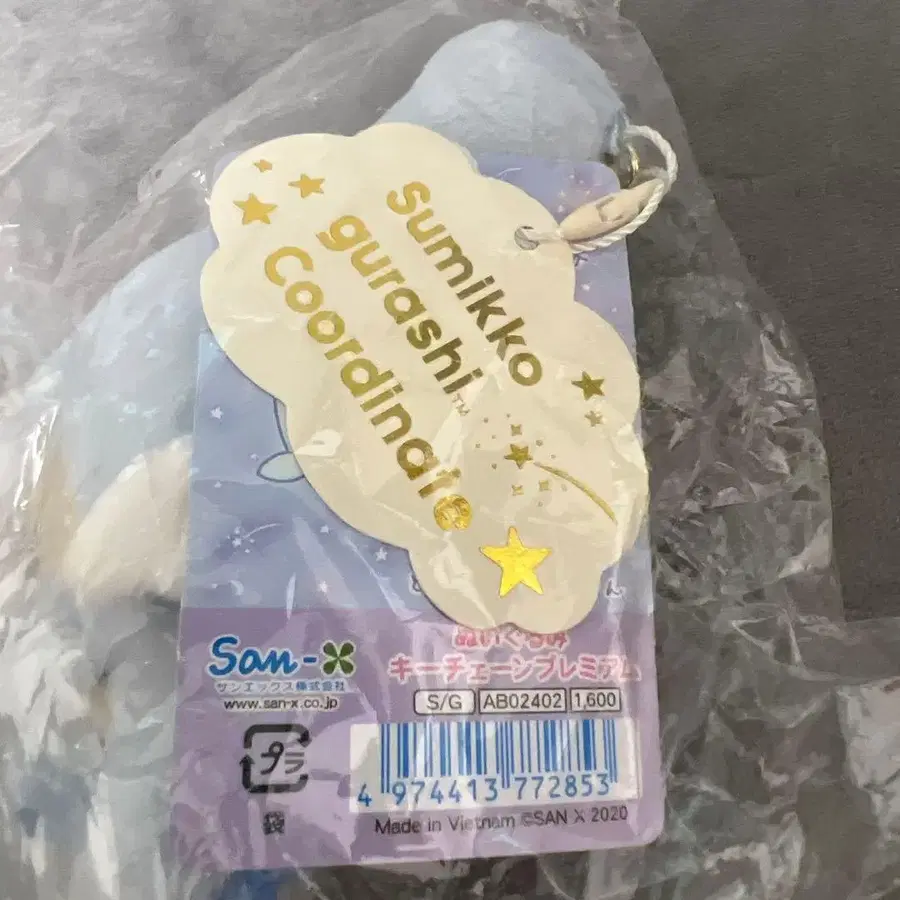 Sumikko
gurashi™
Coordinate
ん
ぬいぐるみ
キーチェーンプレミアム
San-X
サンエックス株式会社
www.san-x.co.jp
S/G AB02402 1,600
プラ
袋
4 974413 772853
Made in Vietnam ©SAN X 2020